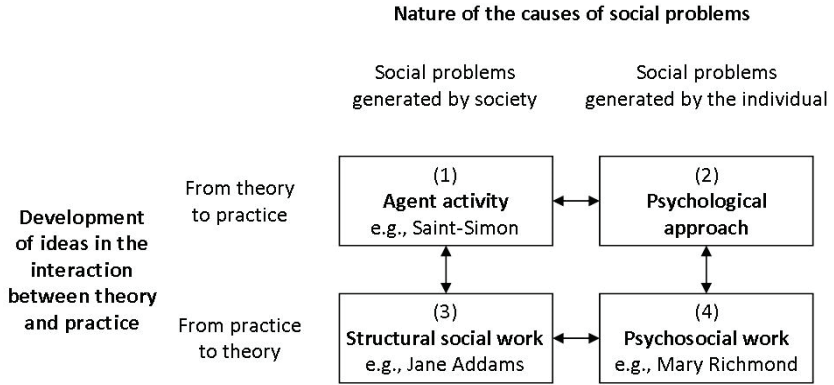 Nature of the causes of social problems
Social problems
generated by society
Social problems
generated by the individual
Development
of ideas in the
interaction
between theory
and practice
From theory
to practice
(1)
Agent activity
e.g., Saint-Simon
(2)
Psychological
approach
From practice
to theory
(3)
Structural social work
e.g., Jane Addams
(4)
Psychosocial work
e.g., Mary Richmond